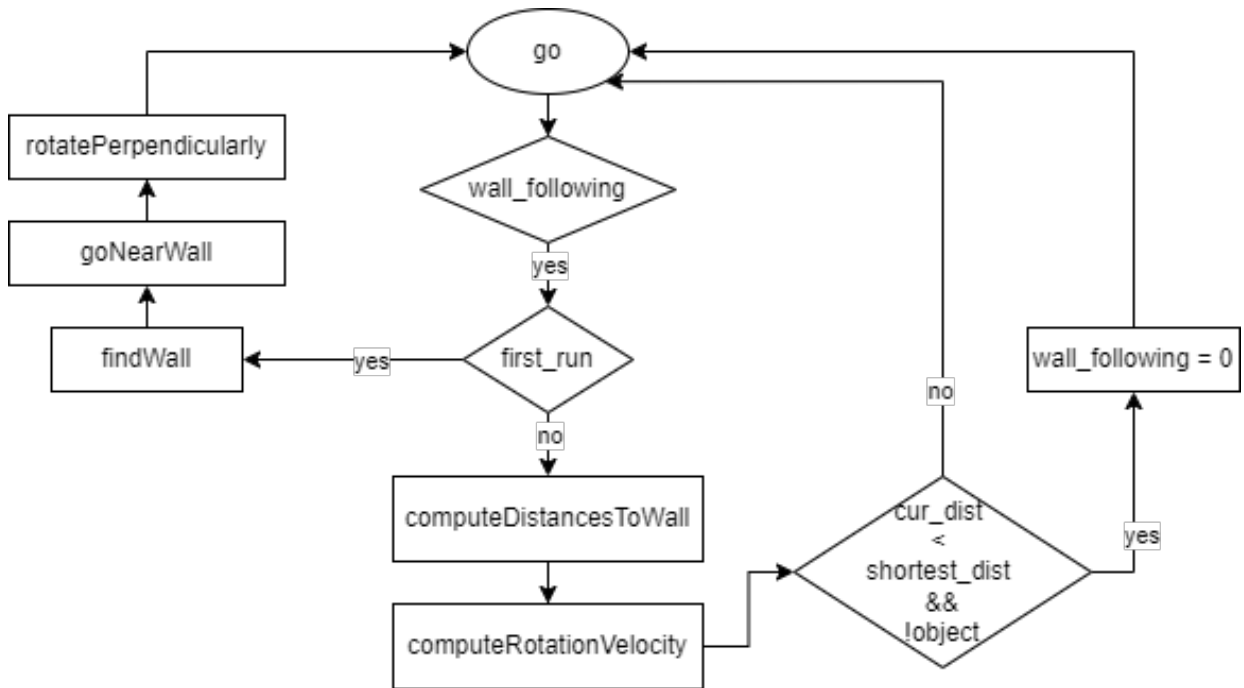 go
rotatePerpendicularly
wall_following
goNearWall
yes
findWall
yes
first_run
wall_following = 0
no
no
computeDistancesToWall
cur_dist
<
shortest_dist
&&
!object
yes
computeRotationVelocity